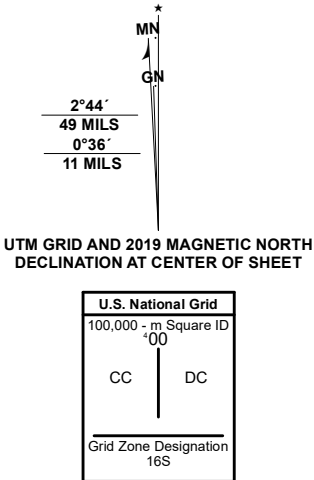 ★
MN
GN
2°44´
49 MILS
0°36´
11 MILS
UTM GRID AND 2019 MAGNETIC NORTH
DECLINATION AT CENTER OF SHEET
U.S. National Grid
100,000 - m Square ID
⁴00
CC DC
Grid Zone Designation
16S